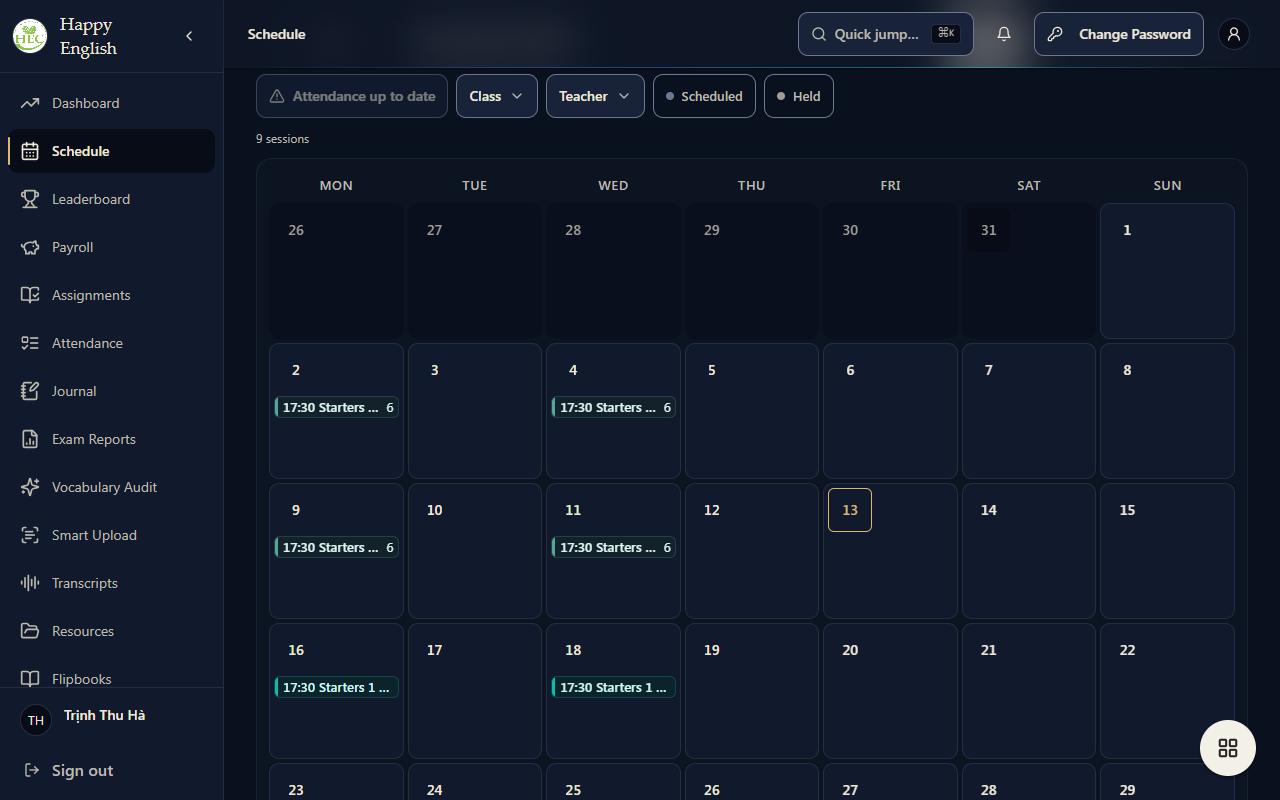 HEC
Happy
English
Schedule
Quick jump...
⌘K
Change Password
Dashboard
Schedule
Leaderboard
Payroll
Assignments
Attendance
Journal
Exam Reports
Vocabulary Audit
Smart Upload
Transcripts
Resources
Flipbooks
TH
Trịnh Thu Hà
Sign out
Attendance up to date
Class
Teacher
Scheduled
Held
9 sessions
MON TUE WED THU FRI SAT SUN
26 27 28 29 30 31 1
2 3 4 5 6 7 8
17:30 Starters ... 6
17:30 Starters ... 6
9 10 11 12 13 14 15
17:30 Starters ... 6
17:30 Starters ... 6
16 17 18 19 20 21 22
17:30 Starters 1 ...
17:30 Starters 1 ...
23 24 25 26 27 28 29